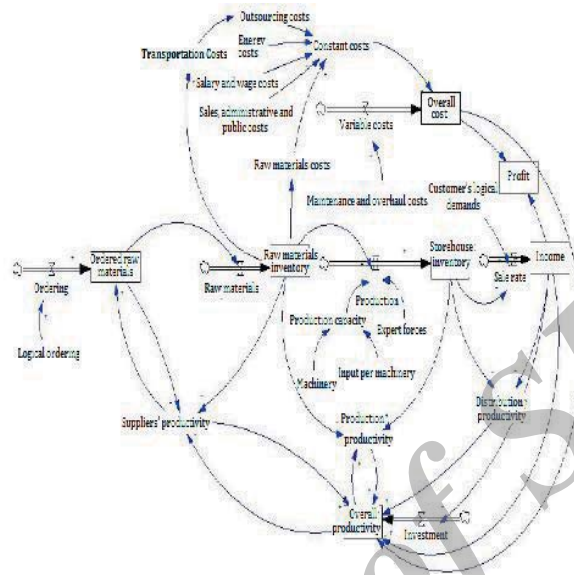 Outsourcing costs
Energy
costs
Constant costs
Transportation Costs
Salary and wage costs
Sales, administrative and
public costs
Overall
cost
Variable costs
Raw materials costs
Profit
Customer's logical
demands
Maintenance and overhaul costs
Ordered raw
materials
Raw materials
inventory
Storehouse
inventory
Income
Ordering
Raw materials
Sale rate
Production
Production capacity
Expert forces
Logical ordering
Machinery
Input per machinery
Suppliers' productivity
Production
productivity
Distribution
productivity
Overall
productivity
Investment
of S